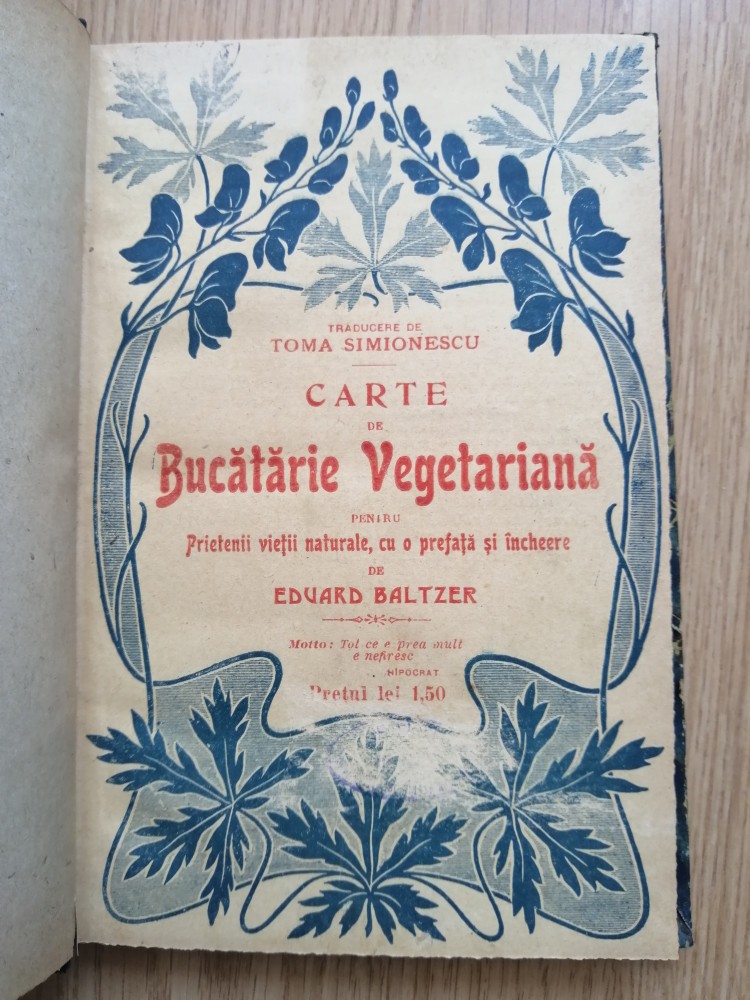 TRADUCERE DE
TOMA SIMIONESCU
CARTE
DE
Bucătărie Vegetariană
PENTRU
Prietenii vieții naturale, cu o prefață și încheere
DE
EDUARD BALTZER
Motto: Tot ce e prea mult
e nefiresc
HIPOCRAT
Prețul lei 1,50